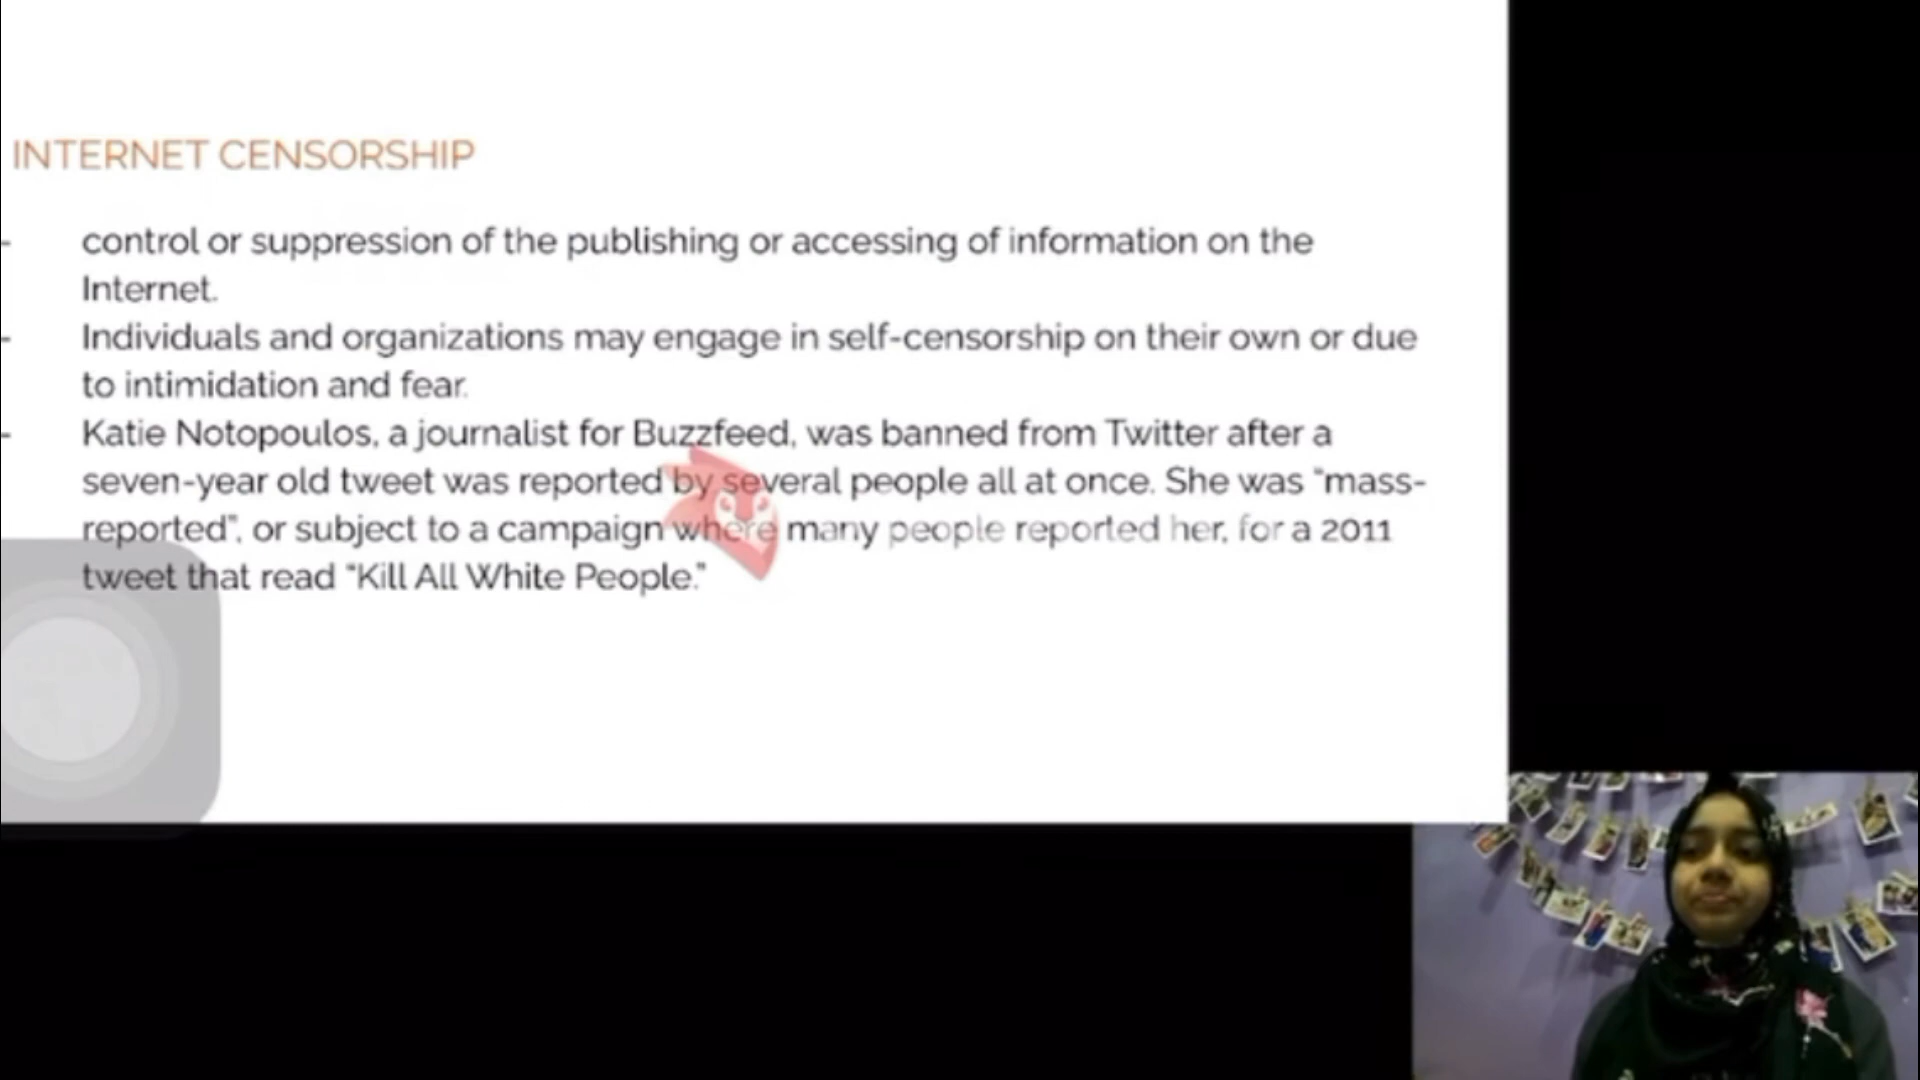 INTERNET CENSORSHIP
- control or suppression of the publishing or accessing of information on the
Internet.
- Individuals and organizations may engage in self-censorship on their own or due
to intimidation and fear.
- Katie Notopoulos, a journalist for Buzzfeed, was banned from Twitter after a
seven-year old tweet was reported by several people all at once. She was "mass-
reported", or subject to a campaign where many people reported her, for a 2011
tweet that read "Kill All White People."